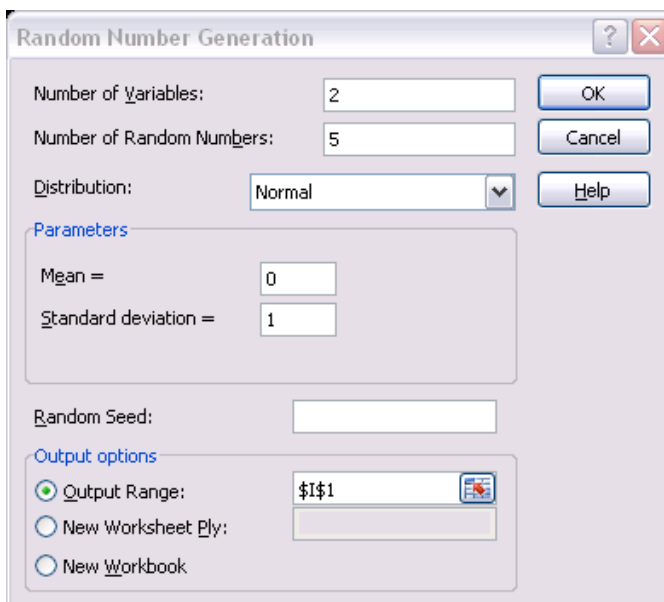 Random Number Generation
Number of Variables: 2 OK
Number of Random Numbers: 5 Cancel
Distribution: Normal Help
Parameters
Mean = 0
Standard deviation = 1
Random Seed:
Output options
Output Range: $I$1
New Worksheet Ply:
New Workbook